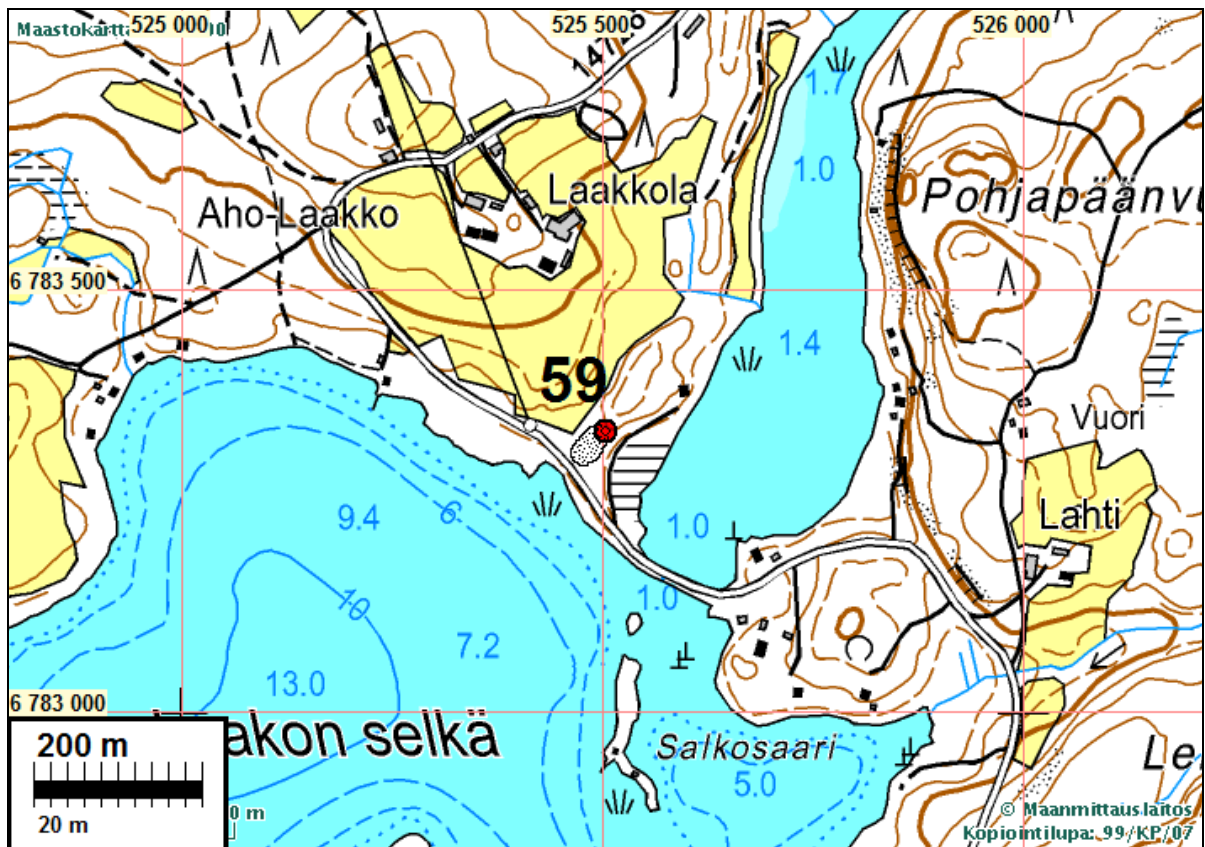 Maastokartta
525 000
525 500
526 000
1.7
1.0
Aho-Laakko
Laakkola
Pohjapäänvu
6 783 500
1.4
59
Vuori
9.4
6
1.0
Lahti
10
1.0
7.2
13.0
6 783 000
akon selkä
Salkosaari
5.0
Le
200 m
20 m
0 m
© Maanmittauslaitos
Kopiointilupa: 99/KP/07